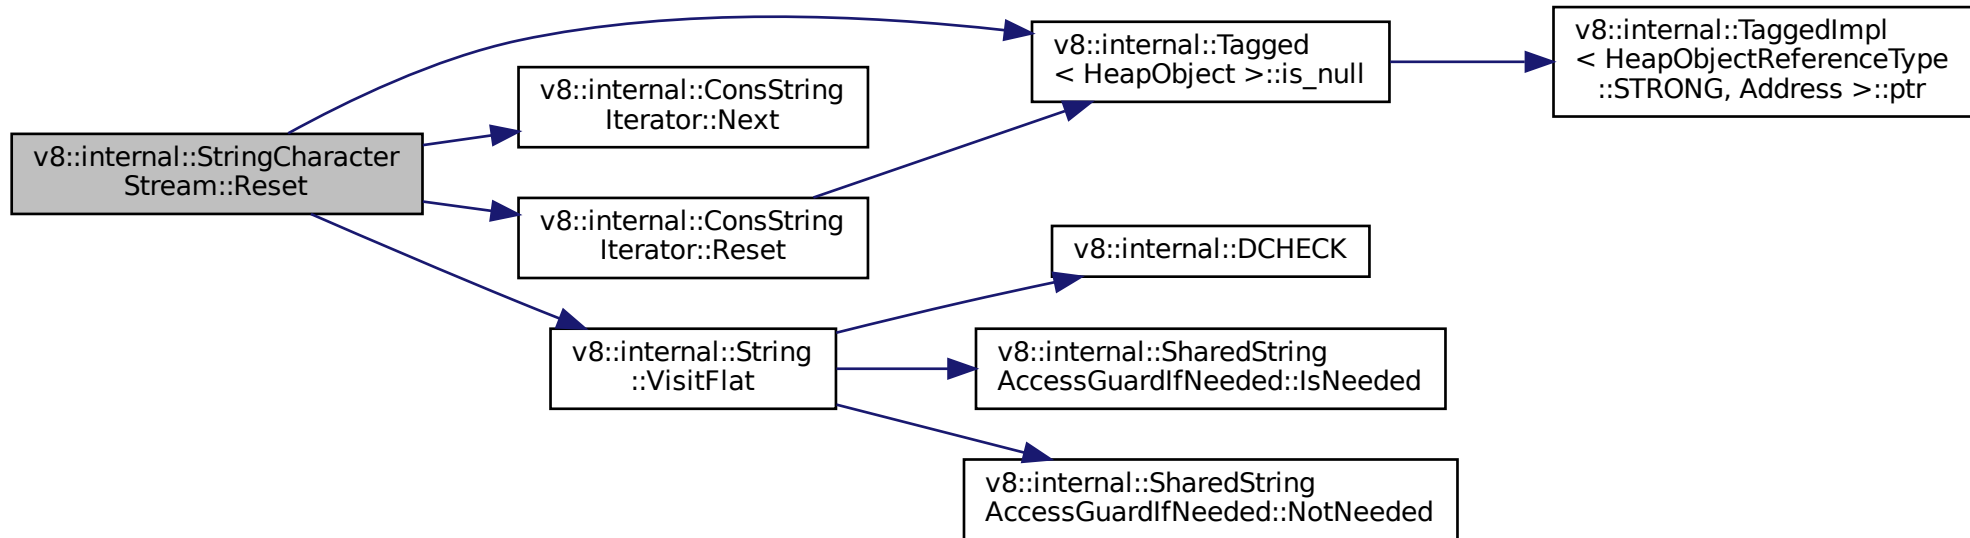 v8::internal::StringCharacter
Stream::Reset
v8::internal::Tagged
< HeapObject >::is_null
v8::internal::TaggedImpl
< HeapObjectReferenceType
::STRONG, Address >::ptr
v8::internal::ConsString
Iterator::Next
v8::internal::ConsString
Iterator::Reset
v8::internal::String
::VisitFlat
v8::internal::DCHECK
v8::internal::SharedString
AccessGuardIfNeeded::IsNeeded
v8::internal::SharedString
AccessGuardIfNeeded::NotNeeded